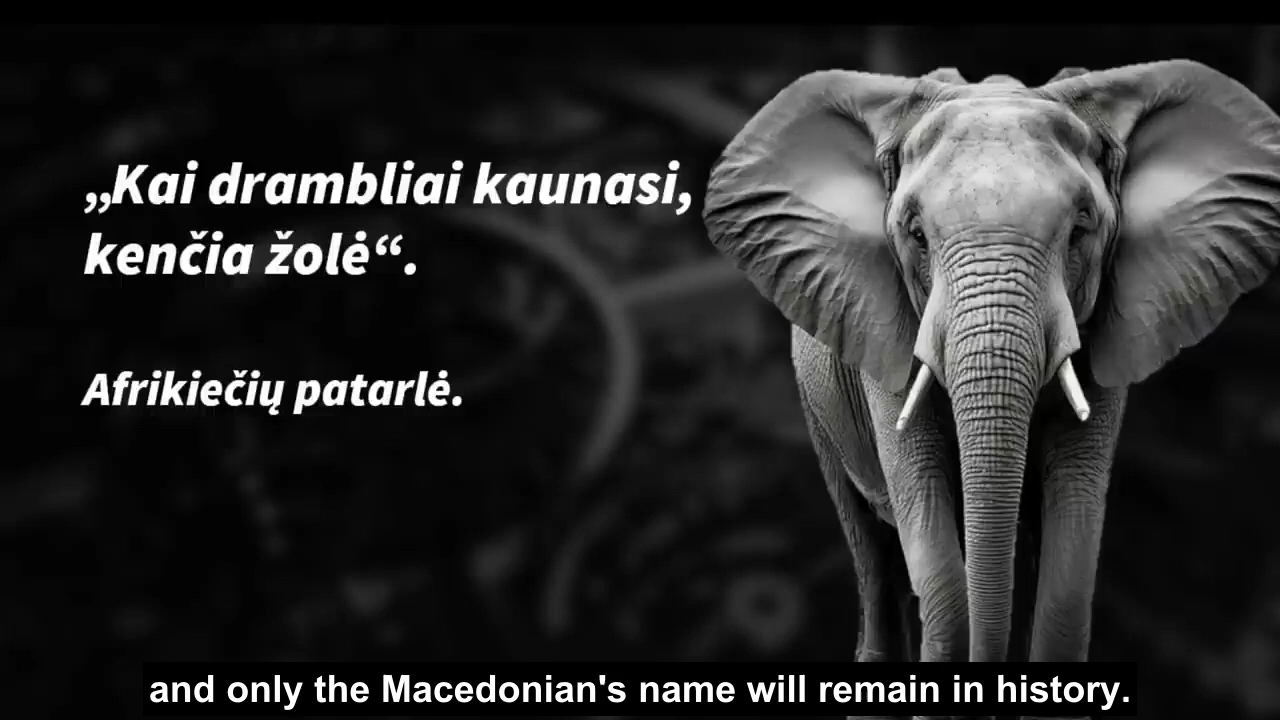 „Kai drambliai kaunasi,
kenčia žolė“.
Afrikiečių patarlė.
and only the Macedonian's name will remain in history.